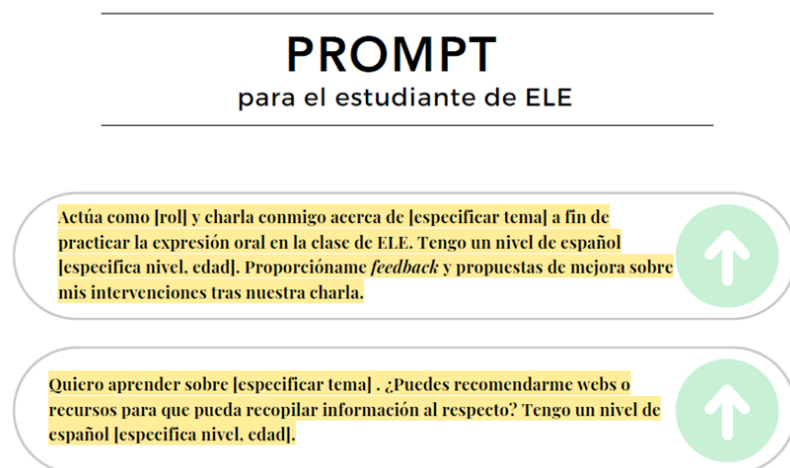 PROMPT
para el estudiante de ELE
Actúa como [rol] y charla conmigo acerca de [especificar tema] a fin de
practicar la expresión oral en la clase de ELE. Tengo un nivel de español
[especifica nivel, edad]. Proporcióname feedback y propuestas de mejora sobre
mis intervenciones tras nuestra charla.
Quiero aprender sobre [especificar tema] . ¿Puedes recomendarme webs o
recursos para que pueda recopilar información al respecto? Tengo un nivel de
español [especifica nivel, edad].